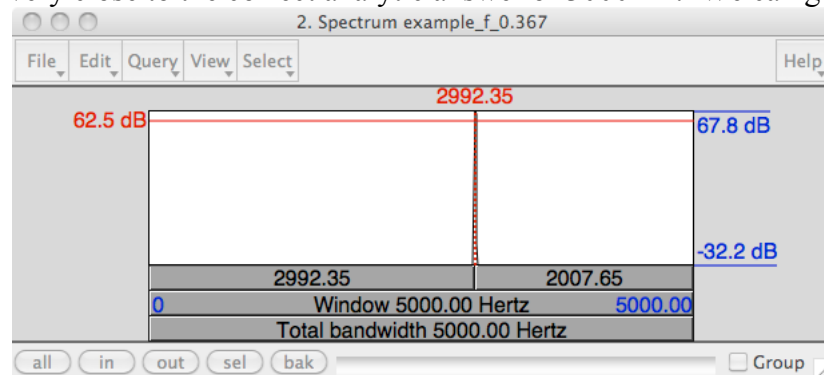 2. Spectrum example_f_0.367
File Edit Query View Select Help
2992.35
62.5 dB
67.8 dB
-32.2 dB
2992.35 2007.65
0 Window 5000.00 Hertz 5000.00
Total bandwidth 5000.00 Hertz
all in out sel bak Group